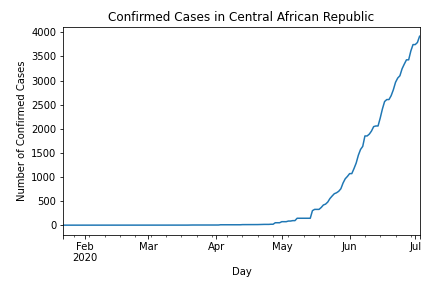 Confirmed Cases in Central African Republic
Number of Confirmed Cases
4000
3500
3000
2500
2000
1500
1000
500
0
Feb Mar Apr May Jun Jul
2020
Day